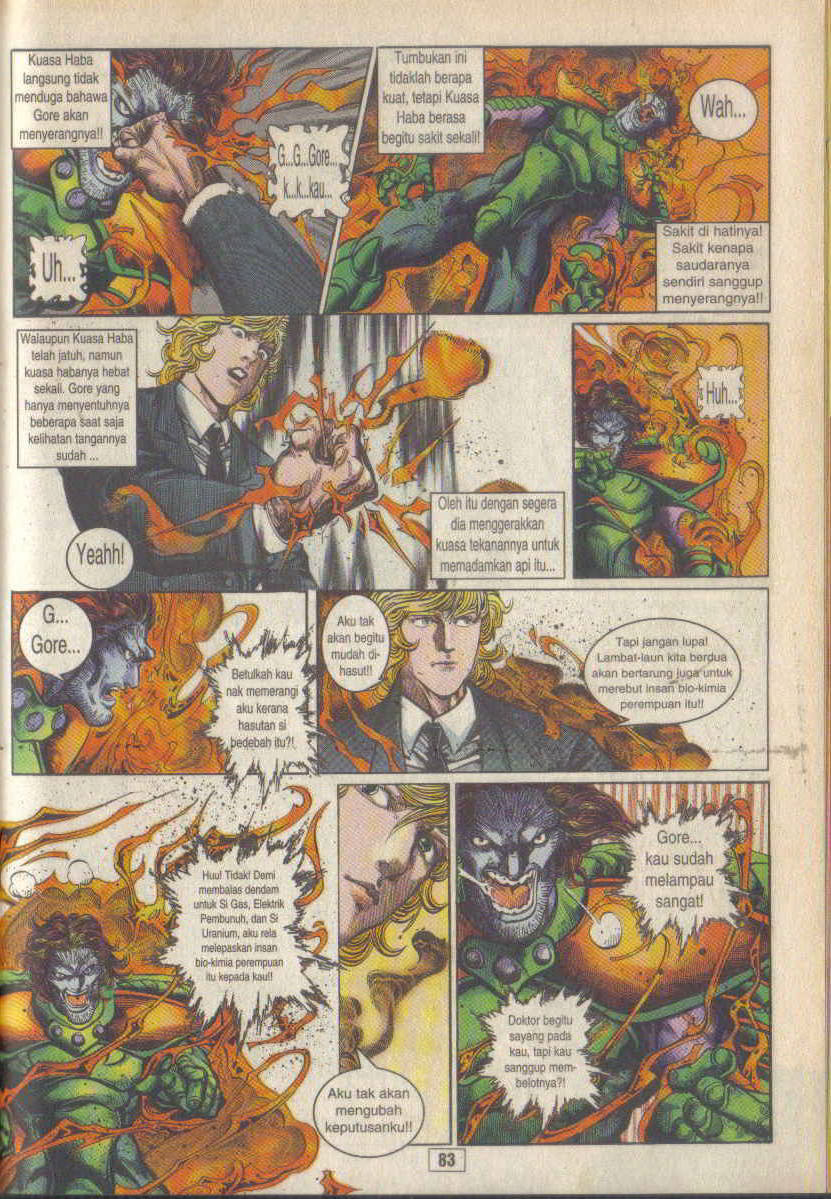 Kuasa Haba
langsung tidak
menduga bahawa
Gore akan
menyerangnya!!
G...G...Gore...
k...k...kau...
Uh...
Tumbukan ini
tidaklah berapa
kuat, tetapi Kuasa
Haba berasa
begitu sakit sekali!
Wah...
Sakit di hatinya!
Sakit kenapa
saudaranya
sendiri sanggup
menyerangnya!!
Walaupun Kuasa Haba
telah jatuh, namun
kuasa habanya hebat
sekali. Gore yang
hanya menyentuhnya
beberapa saat saja
kelihatan tangannya
sudah ...
Yeahh!
Oleh itu dengan segera
dia menggerakkan
kuasa tekanannya untuk
memadamkan api itu...
Huh...
G...
Gore...
Betulkah kau
nak memerangi
aku kerana
hasutan si
bedebah itu?!
Aku tak
akan begitu
mudah di-
hasut!!
Tapi jangan lupa!
Lambat-laun kita berdua
akan bertarung juga untuk
merebut insan bio-kimia
perempuan itu!!
Huu! Tidak! Demi
membalas dendam
untuk Si Gas, Elektrik
Pembunuh, dan Si
Uranium, aku rela
melepaskan insan
bio-kimia perempuan
itu kepada kau!!
Aku tak akan
mengubah
keputusanku!!
Gore...
kau sudah
melampau
sangat!
Doktor begitu
sayang pada
kau, tapi kau
sanggup mem-
belotnya?!
83